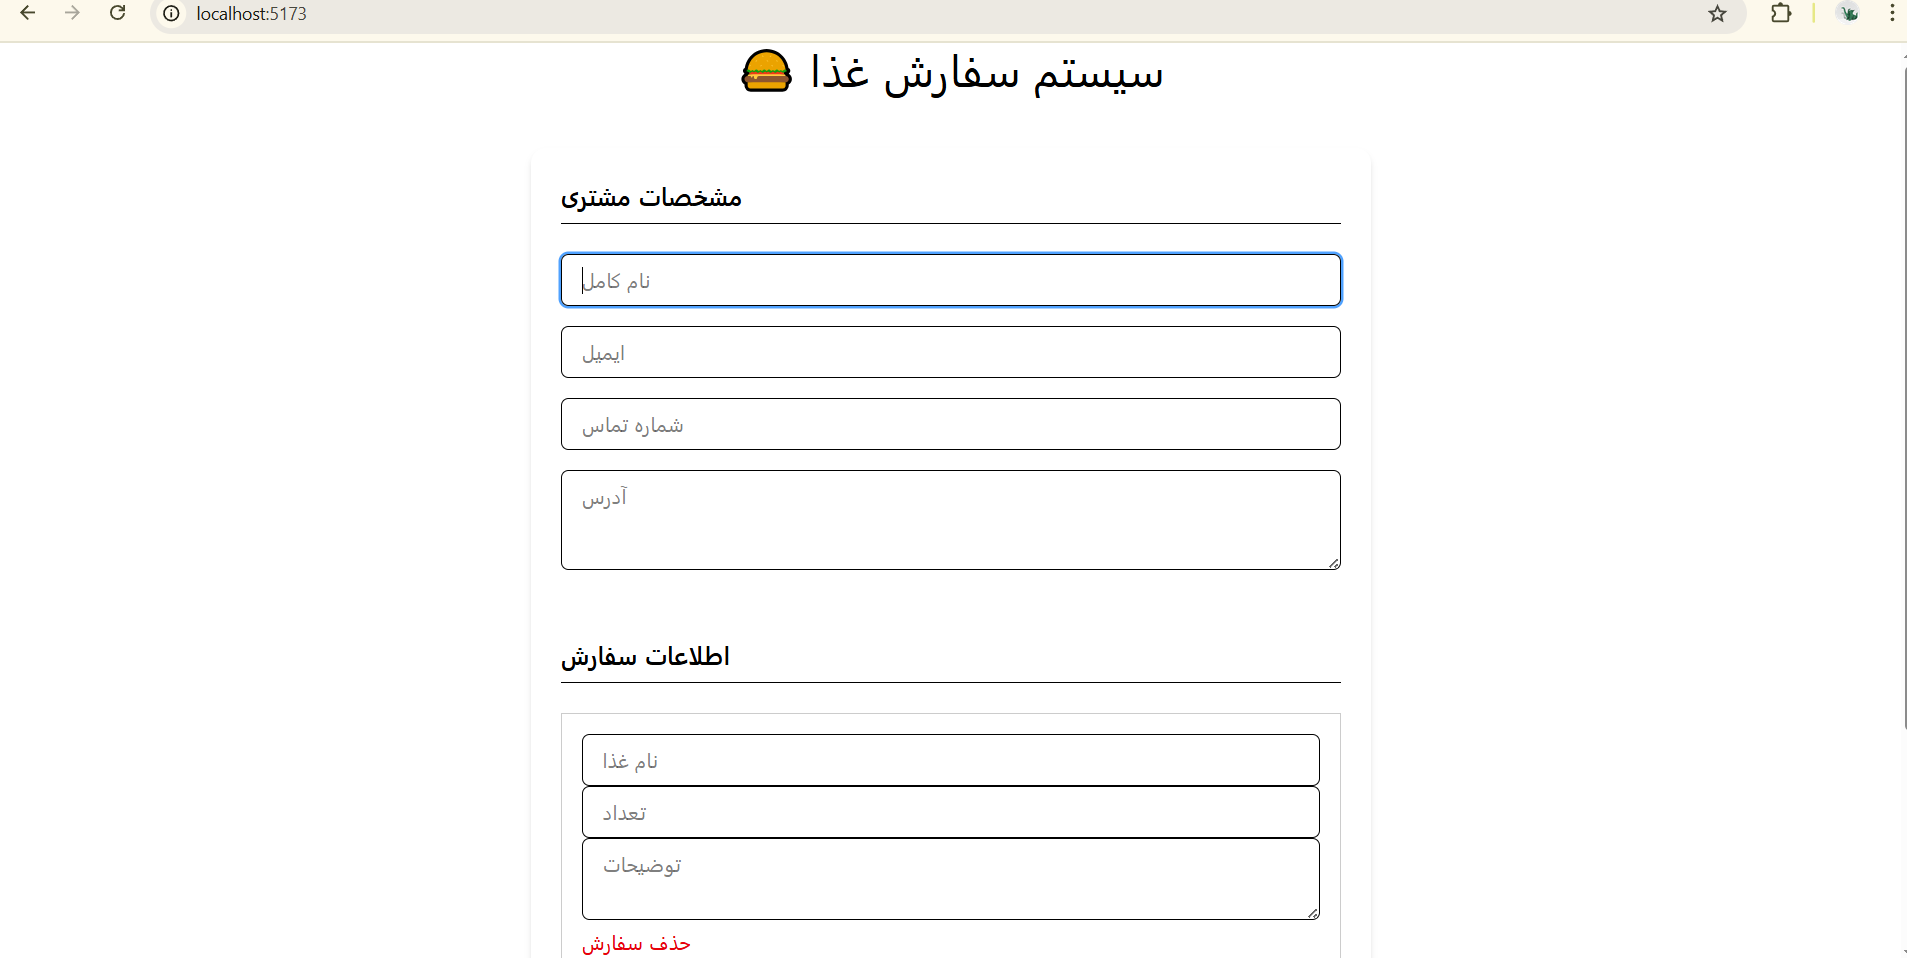 localhost:5173
سیستم سفارش غذا 🍔
مشخصات مشتری
نام کامل
ایمیل
شماره تماس
آدرس
اطلاعات سفارش
نام غذا
تعداد
توضیحات
حذف سفارش